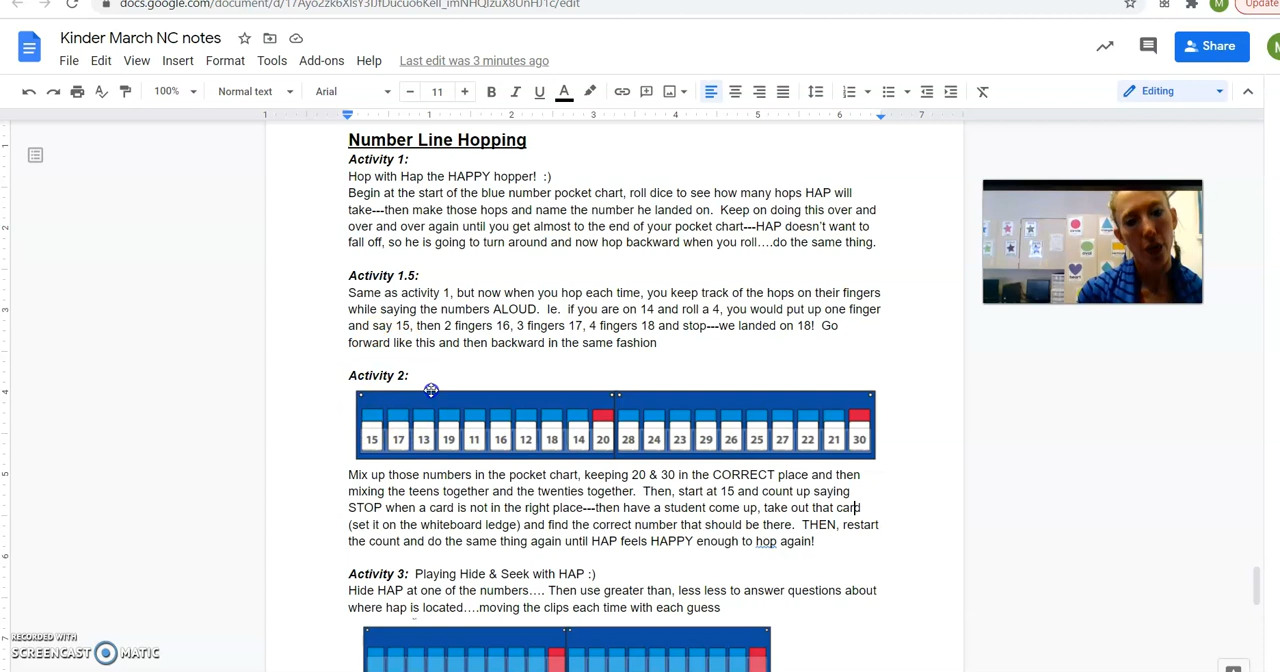 docs.google.com/document/d/17Ayo2zk6XlsY3IJfDucuo6Kell_imNHQIzuX8UnHJ1c/edit
M
Update
Kinder March NC notes
File Edit View Insert Format Tools Add-ons Help Last edit was 3 minutes ago
Share
100% Normal text Arial 11 B I U A Editing
1 1 2 3 4 5 6 7
Number Line Hopping
Activity 1:
Hop with Hap the HAPPY hopper! :)
Begin at the start of the blue number pocket chart, roll dice to see how many hops HAP will
take---then make those hops and name the number he landed on. Keep on doing this over and
over and over again until you get almost to the end of your pocket chart---HAP doesn't want to
fall off, so he is going to turn around and now hop backward when you roll....do the same thing.
Activity 1.5:
Same as activity 1, but now when you hop each time, you keep track of the hops on their fingers
while saying the numbers ALOUD. Ie. if you are on 14 and roll a 4, you would put up one finger
and say 15, then 2 fingers 16, 3 fingers 17, 4 fingers 18 and stop---we landed on 18! Go
forward like this and then backward in the same fashion
Activity 2:
15 17 13 19 11 16 12 18 14 20 28 24 23 29 26 25 27 22 21 30
Mix up those numbers in the pocket chart, keeping 20 & 30 in the CORRECT place and then
mixing the teens together and the twenties together. Then, start at 15 and count up saying
STOP when a card is not in the right place---then have a student come up, take out that card
(set it on the whiteboard ledge) and find the correct number that should be there. THEN, restart
the count and do the same thing again until HAP feels HAPPY enough to hop again!
Activity 3: Playing Hide & Seek with HAP :)
Hide HAP at one of the numbers.... Then use greater than, less less to answer questions about
where hap is located....moving the clips each time with each guess
RECORDED WITH
SCREENCAST MATIC